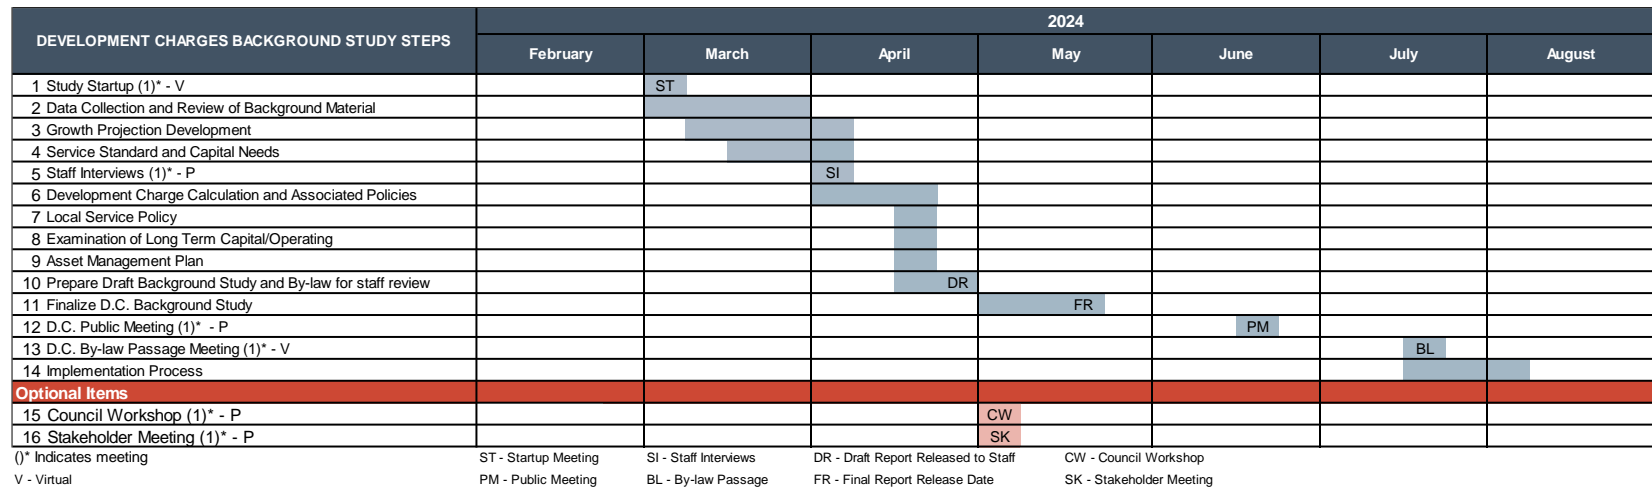 2024
DEVELOPMENT CHARGES BACKGROUND STUDY STEPS
February March April May June July August
1 Study Startup (1)* - V ST
2 Data Collection and Review of Background Material
3 Growth Projection Development
4 Service Standard and Capital Needs
5 Staff Interviews (1)* - P SI
6 Development Charge Calculation and Associated Policies
7 Local Service Policy
8 Examination of Long Term Capital/Operating
9 Asset Management Plan
10 Prepare Draft Background Study and By-law for staff review DR
11 Finalize D.C. Background Study FR
12 D.C. Public Meeting (1)* - P PM
13 D.C. By-law Passage Meeting (1)* - V BL
14 Implementation Process
Optional Items
15 Council Workshop (1)* - P CW
16 Stakeholder Meeting (1)* - P SK
()* Indicates meeting ST - Startup Meeting SI - Staff Interviews DR - Draft Report Released to Staff CW - Council Workshop
V - Virtual PM - Public Meeting BL - By-law Passage FR - Final Report Release Date SK - Stakeholder Meeting